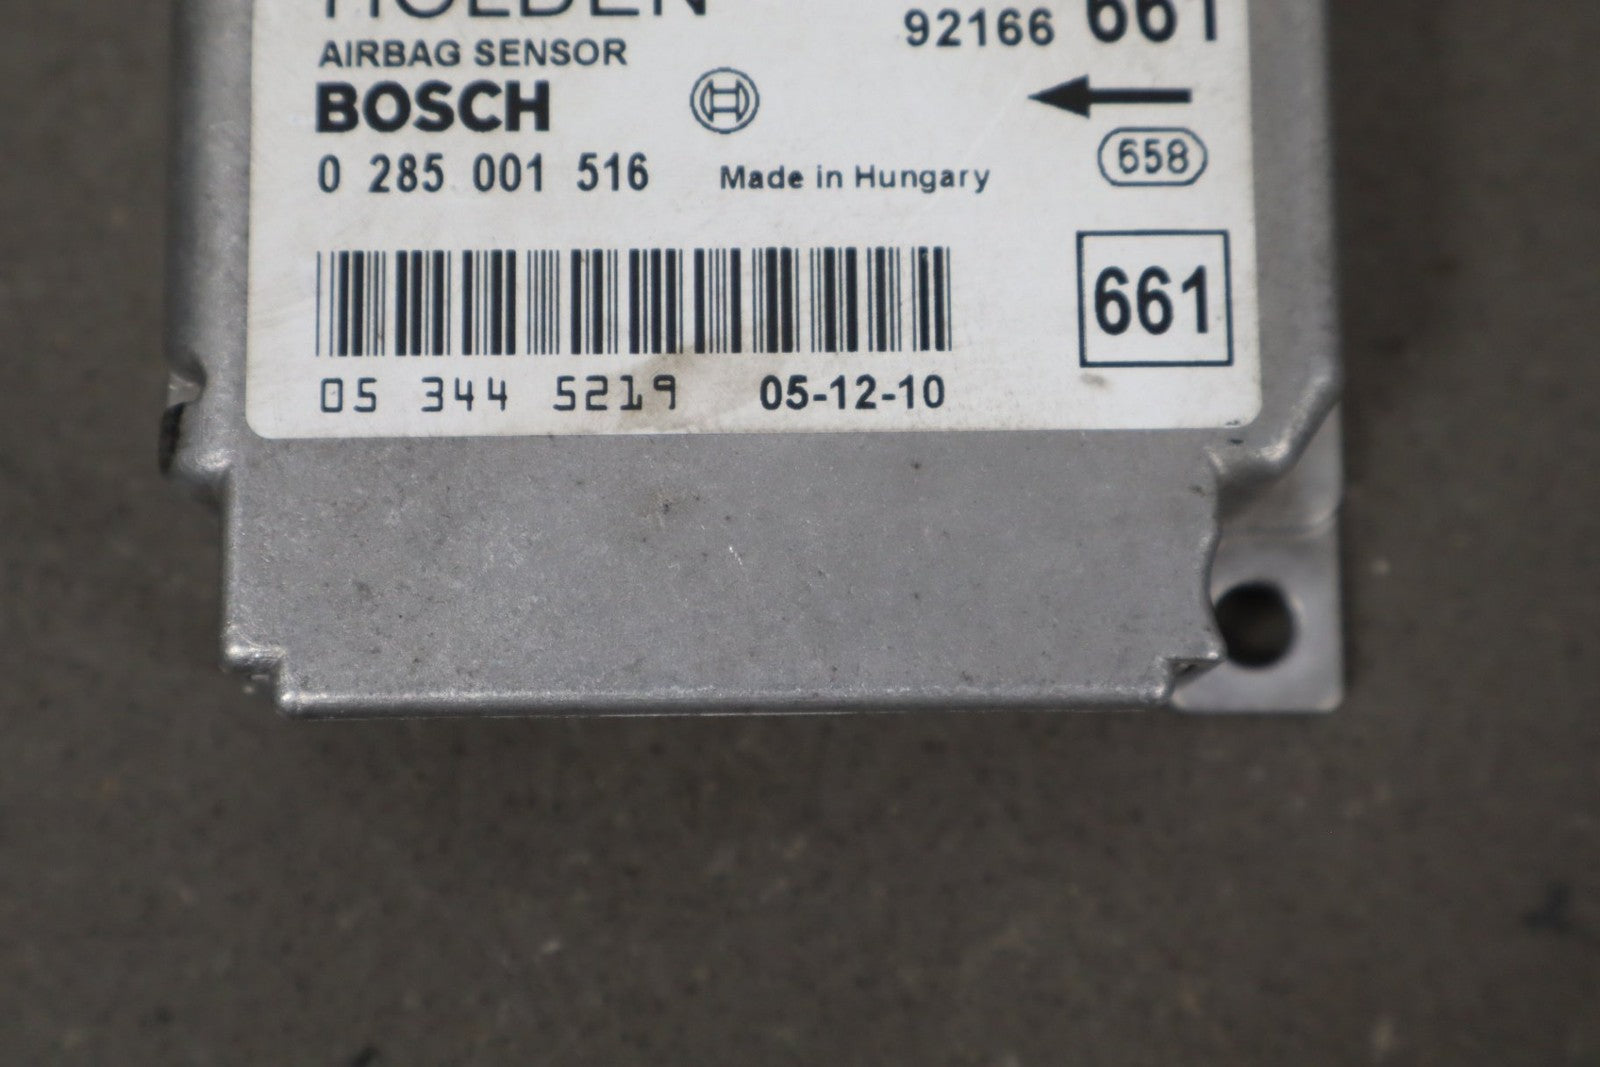 HOLDEN 92166 661
AIRBAG SENSOR
BOSCH
0 285 001 516 Made in Hungary
658
661
05 344 5219 05-12-10